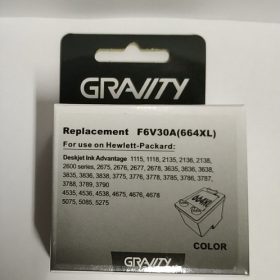 GRAVITY
Replacement F6V30A(664XL)
For use on Hewlett-Packard:
Deskjet Ink Advantage 1115, 1118, 2135, 2136, 2138,
2600 series, 2675, 2676, 2677, 2678, 3635, 3636, 3638,
3835, 3836, 3838, 3775, 3776, 3778, 3785, 3786, 3787,
3788, 3789, 3790
4535, 4536, 4538, 4675, 4676, 4678
5075, 5085, 5275
COLOR
GRAVITY